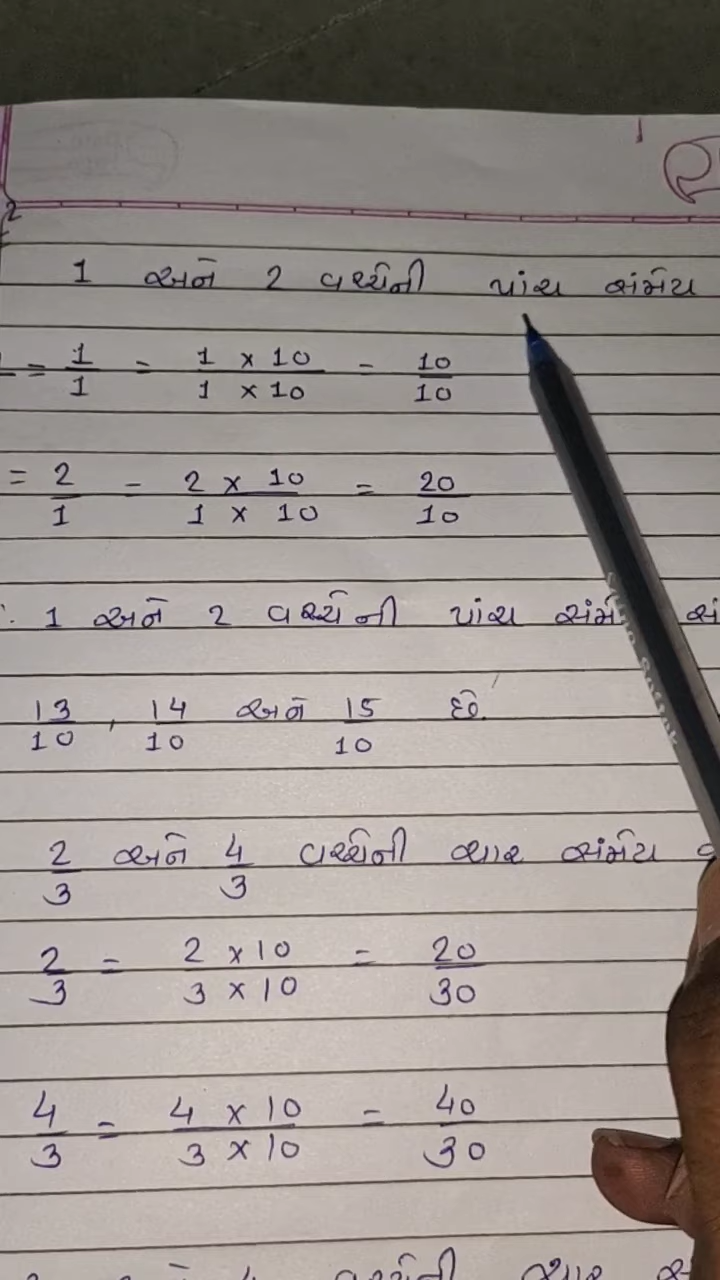 1 અને 2 વચ્ચેની પાંચ સંમેય
= 1/1 = 1 × 10 / 1 × 10 = 10/10
= 2/1 = 2 × 10 / 1 × 10 = 20/10
∴ 1 અને 2 વચ્ચેની પાંચ સંમે સં
13/10 , 14/10 અને 15/10 છે.
2/3 અને 4/3 વચ્ચેની ચાર સંમેય
2/3 = 2 × 10 / 3 × 10 = 20/30
4/3 = 4 × 10 / 3 × 10 = 40/30
4 વચ્ચેની ચાર